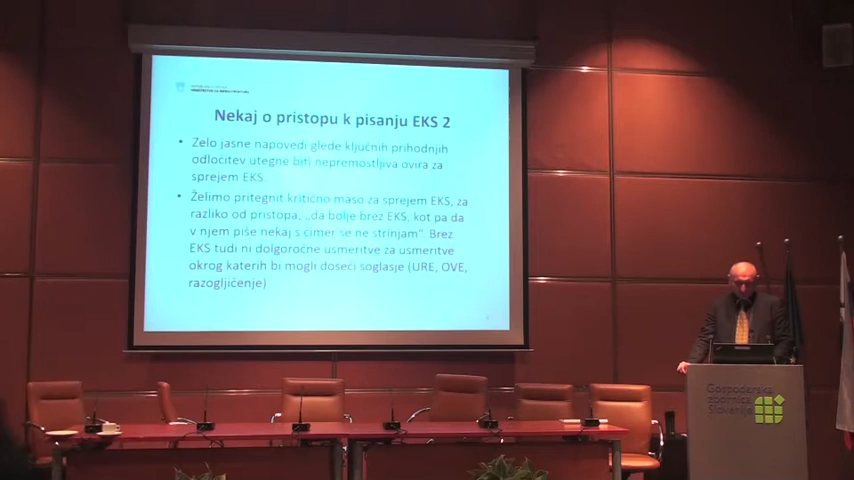 Nekaj o pristopu k pisanju EKS 2
• Zelo jasne napovedi glede ključnih prihodnjih
odločitev utegne biti nepremostljiva ovira za
sprejem EKS
• Želimo pritegnit kritično maso za sprejem EKS, za
razliko od pristopa, „da bolje brez EKS, kot pa da
v njem piše nekaj s čimer se ne strinjam“. Brez
EKS tudi ni dolgoročne usmeritve za usmeritve
okrog katerih bi mogli doseči soglasje (URE, OVE,
razogljičenje)
Gospodarska
zbornica
Slovenije